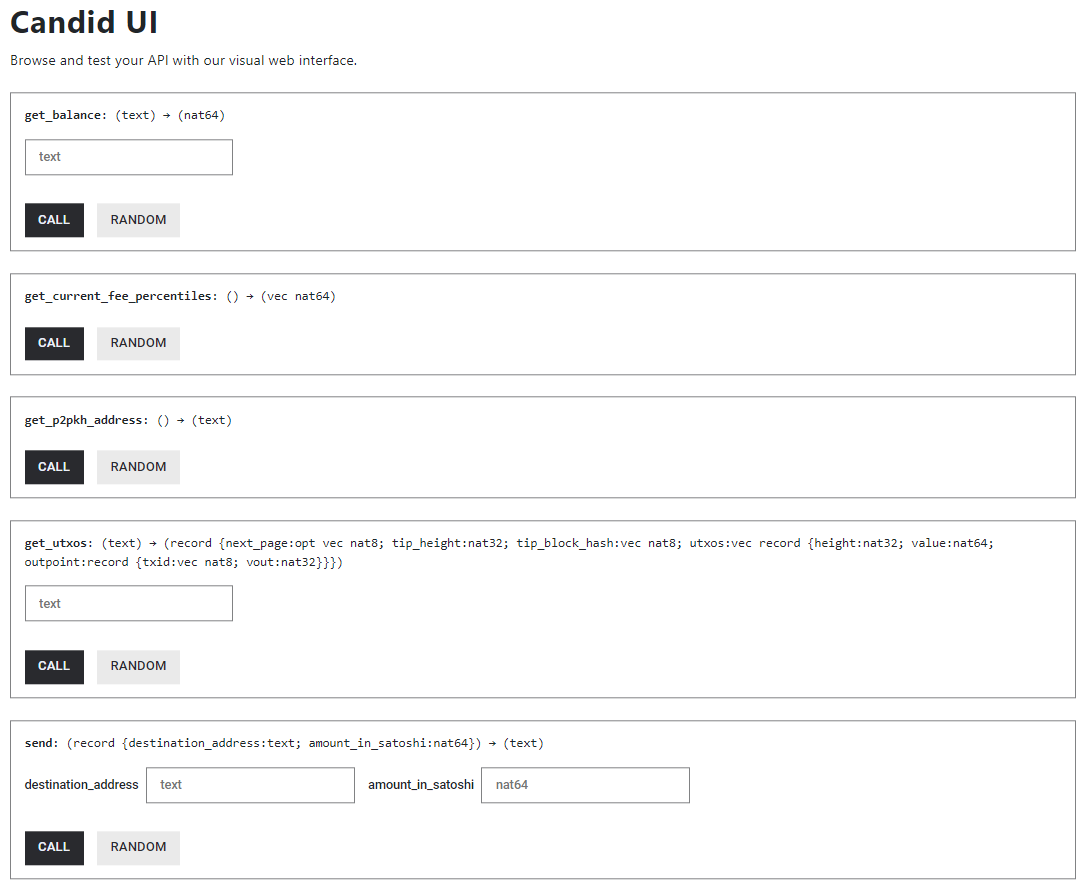 Candid UI
Browse and test your API with our visual web interface.
get_balance: (text) → (nat64)
text
CALL RANDOM
get_current_fee_percentiles: () → (vec nat64)
CALL RANDOM
get_p2pkh_address: () → (text)
CALL RANDOM
get_utxos: (text) → (record {next_page:opt vec nat8; tip_height:nat32; tip_block_hash:vec nat8; utxos:vec record {height:nat32; value:nat64;
outpoint:record {txid:vec nat8; vout:nat32}}})
text
CALL RANDOM
send: (record {destination_address:text; amount_in_satoshi:nat64}) → (text)
destination_address text amount_in_satoshi nat64
CALL RANDOM